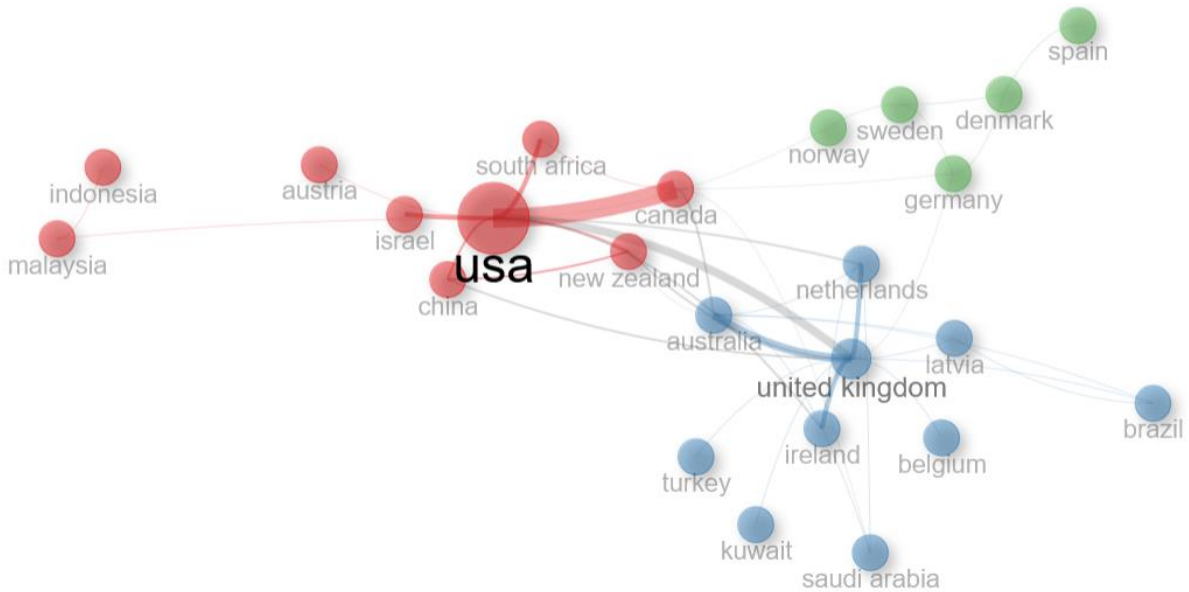 spain
denmark
sweden
norway
germany
south africa
austria
indonesia
canada
israel
usa
malaysia
new zealand
china
netherlands
australia
latvia
united kingdom
brazil
ireland
belgium
turkey
kuwait
saudi arabia